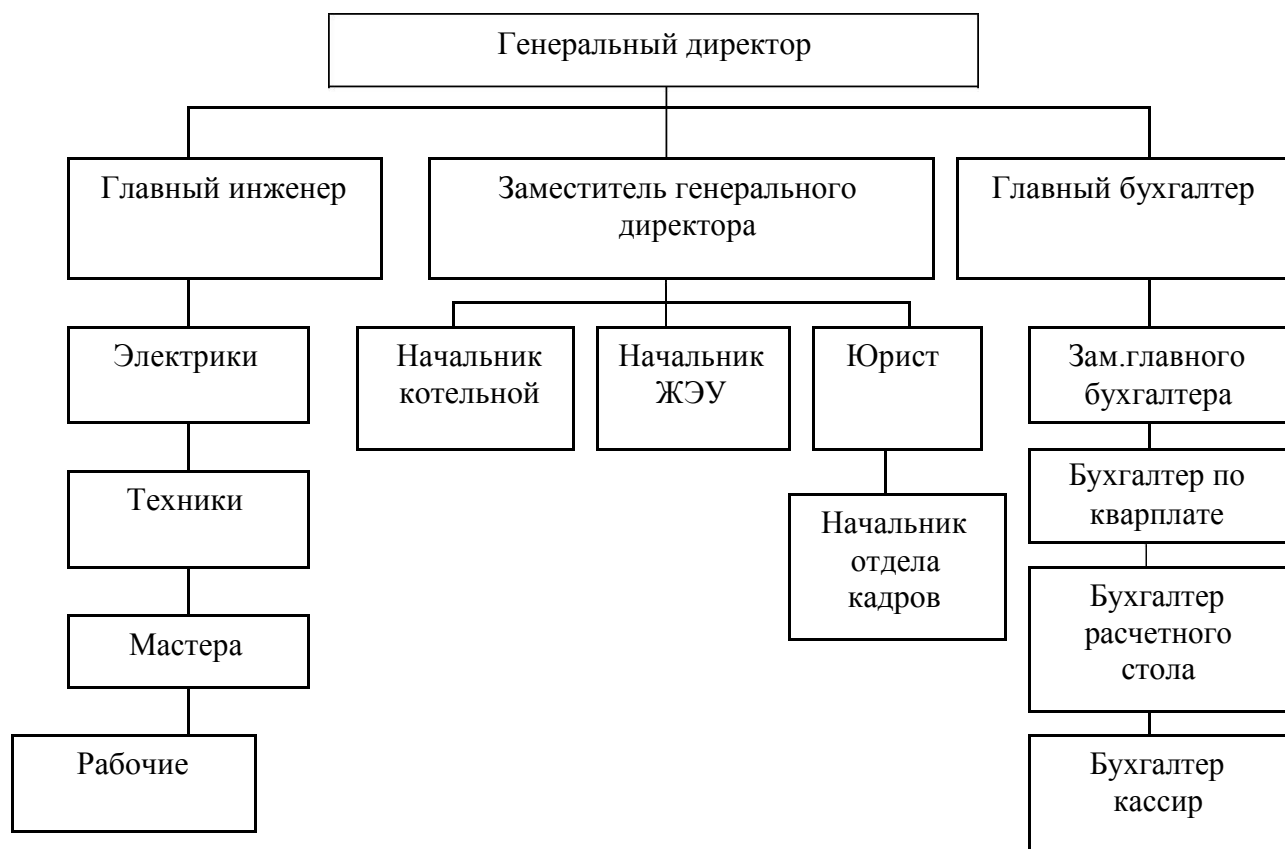 Генеральный директор
Главный инженер
Заместитель генерального
директора
Главный бухгалтер
Электрики
Начальник
котельной
Начальник
ЖЭУ
Юрист
Зам.главного
бухгалтера
Техники
Начальник
отдела
кадров
Бухгалтер по
кварплате
Мастера
Бухгалтер
расчетного
стола
Рабочие
Бухгалтер
кассир